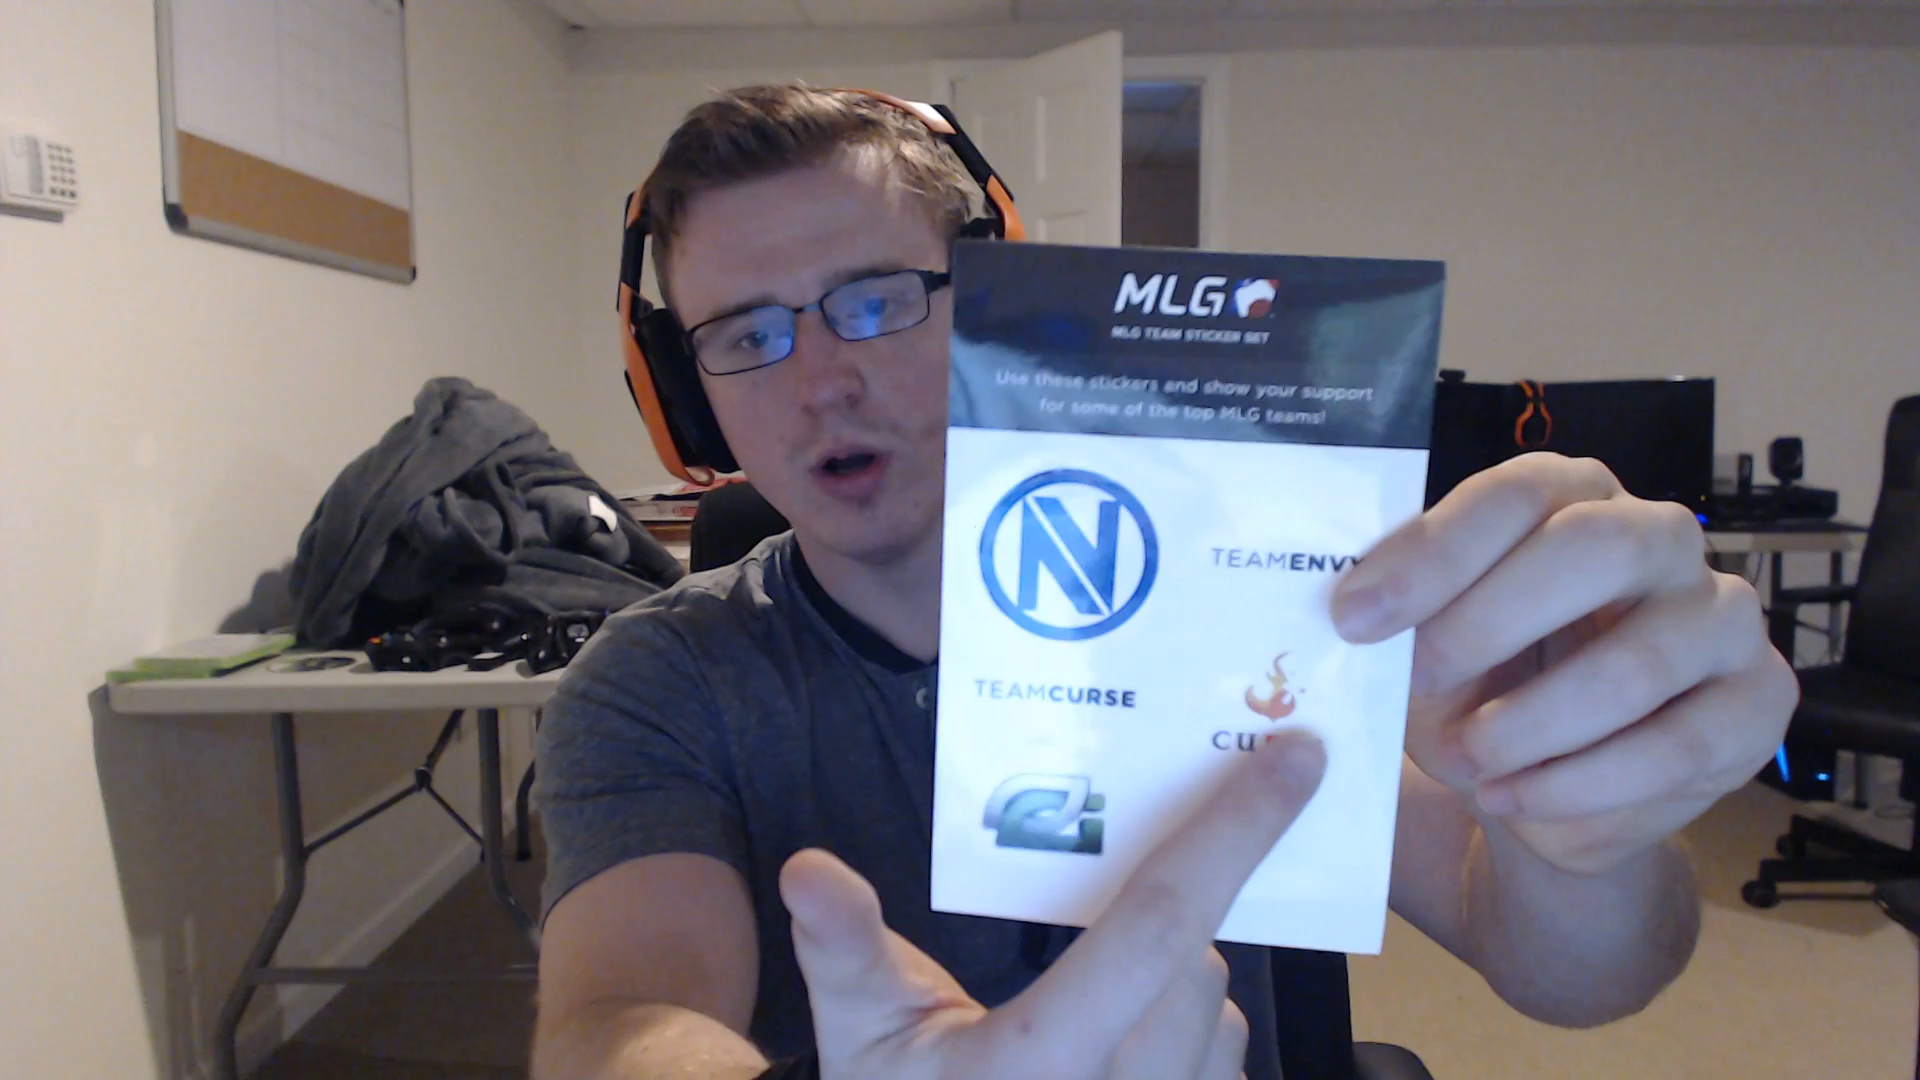 MLG
MLG TEAM STICKER SET
Use these stickers and show your support
for some of the top MLG teams!
TEAMENVY
TEAMCURSE
CU